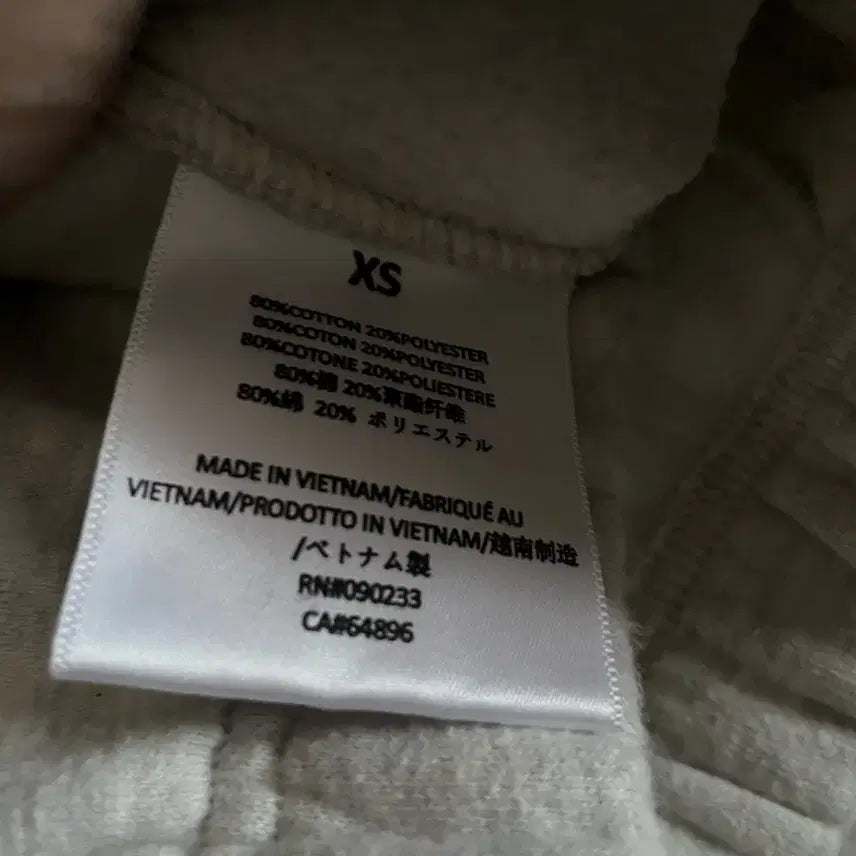 XS
80%COTTON 20%POLYESTER
80%COTON 20%POLYESTER
80%COTONE 20%POLIESTERE
80%棉 20%聚酯纤维
80%綿 20% ポリエステル
MADE IN VIETNAM/FABRIQUÉ AU
VIETNAM/PRODOTTO IN VIETNAM/越南制造
/ベトナム製
RN#090233
CA#64896